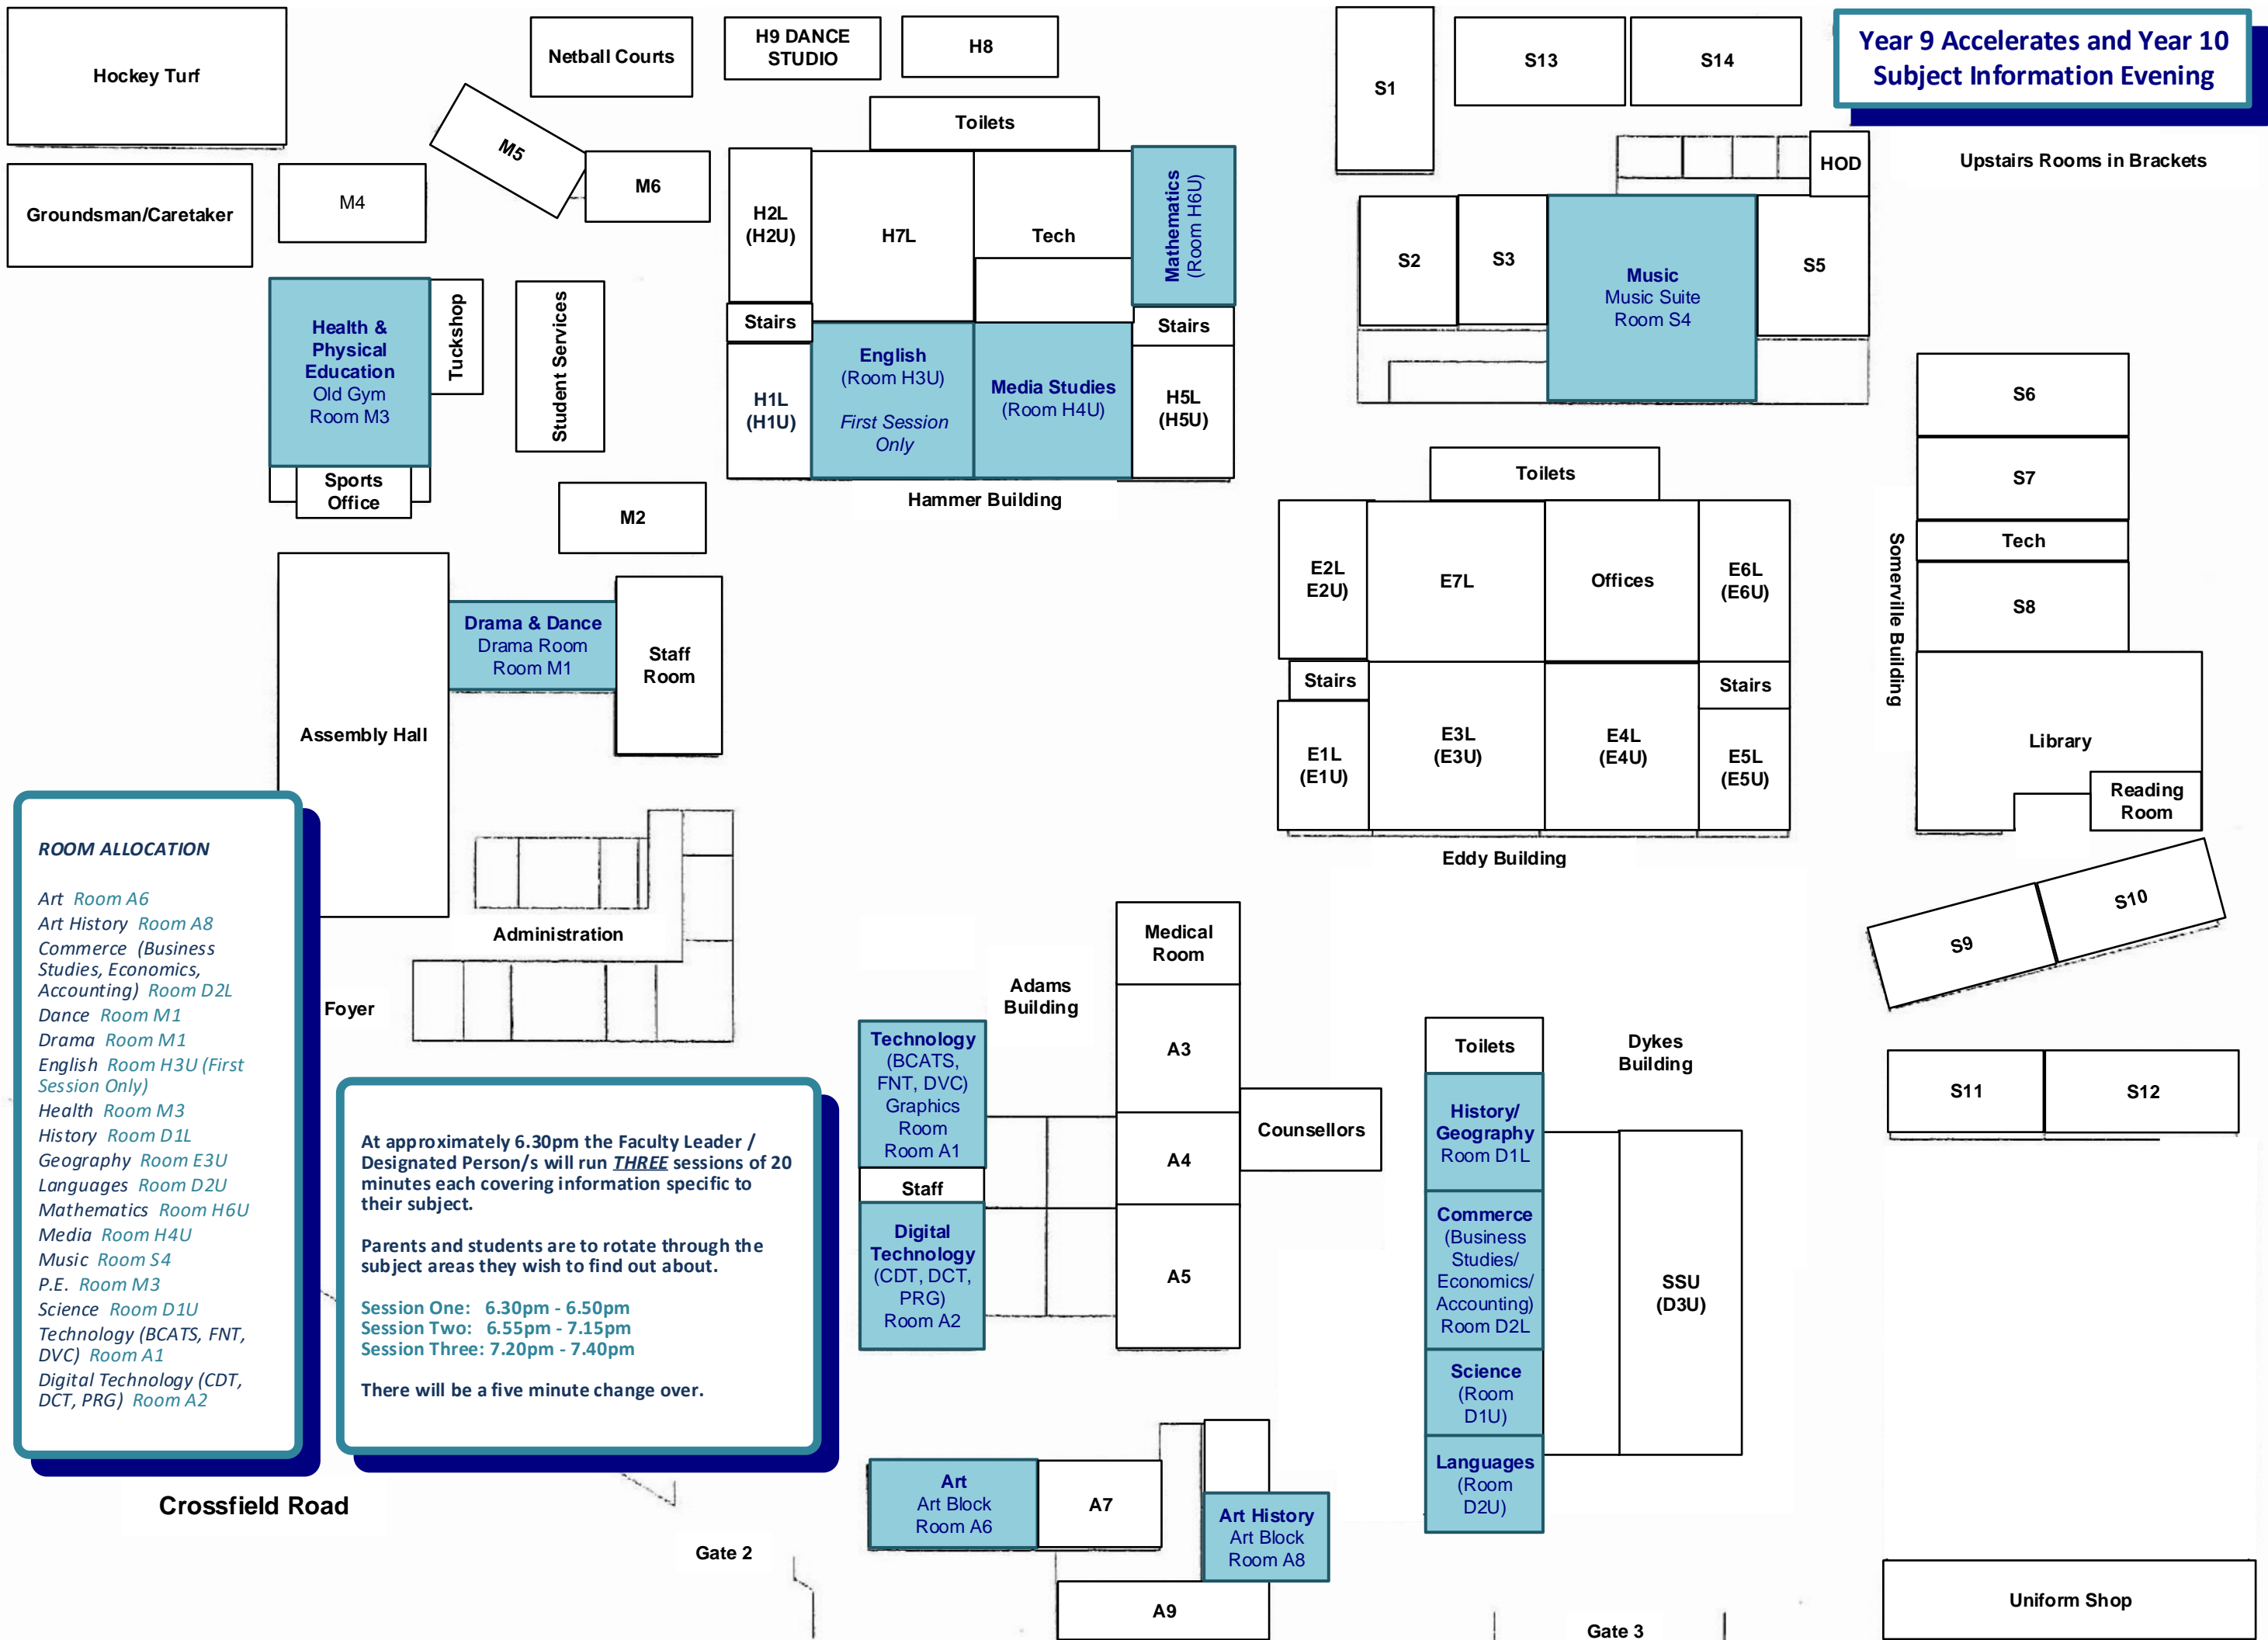 Year 9 Accelerates and Year 10
Subject Information Evening
Upstairs Rooms in Brackets
Hockey Turf
Netball Courts
H9 DANCE
STUDIO
H8
S1
S13
S14
M5
M6
M4
Groundsman/Caretaker
Toilets
H2L
(H2U)
H7L
Tech
Mathematics
(Room H6U)
HOD
S2
S3
Music
Music Suite
Room S4
S5
Health &
Physical
Education
Old Gym
Room M3
Tuckshop
Student Services
Stairs
Stairs
H1L
(H1U)
English
(Room H3U)
First Session
Only
Media Studies
(Room H4U)
H5L
(H5U)
Hammer Building
Sports
Office
M2
S6
S7
Tech
S8
Somerville Building
Library
Reading
Room
Toilets
E2L
E2U)
E7L
Offices
E6L
(E6U)
Stairs
Stairs
E1L
(E1U)
E3L
(E3U)
E4L
(E4U)
E5L
(E5U)
Eddy Building
Assembly Hall
Drama & Dance
Drama Room
Room M1
Staff
Room
Administration
Foyer
S9
S10
S11
S12
ROOM ALLOCATION
Art Room A6
Art History Room A8
Commerce (Business
Studies, Economics,
Accounting) Room D2L
Dance Room M1
Drama Room M1
English Room H3U (First
Session Only)
Health Room M3
History Room D1L
Geography Room E3U
Languages Room D2U
Mathematics Room H6U
Media Room H4U
Music Room S4
P.E. Room M3
Science Room D1U
Technology (BCATS, FNT,
DVC) Room A1
Digital Technology (CDT,
DCT, PRG) Room A2
At approximately 6.30pm the Faculty Leader /
Designated Person/s will run THREE sessions of 20
minutes each covering information specific to
their subject.
Parents and students are to rotate through the
subject areas they wish to find out about.
Session One: 6.30pm - 6.50pm
Session Two: 6.55pm - 7.15pm
Session Three: 7.20pm - 7.40pm
There will be a five minute change over.
Adams
Building
Medical
Room
A3
A4
A5
Counsellors
Technology
(BCATS,
FNT, DVC)
Graphics
Room
Room A1
Staff
Digital
Technology
(CDT, DCT,
PRG)
Room A2
Dykes
Building
Toilets
History/
Geography
Room D1L
Commerce
(Business
Studies/
Economics/
Accounting)
Room D2L
Science
(Room
D1U)
Languages
(Room
D2U)
SSU
(D3U)
Art
Art Block
Room A6
A7
Art History
Art Block
Room A8
A9
Crossfield Road
Gate 2
Gate 3
Uniform Shop